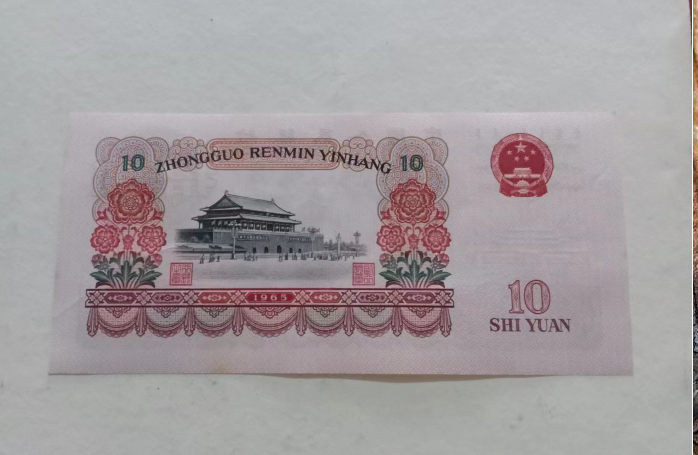 10 ZHONGGUO RENMIN YINHANG 10
1965
10
SHI YUAN